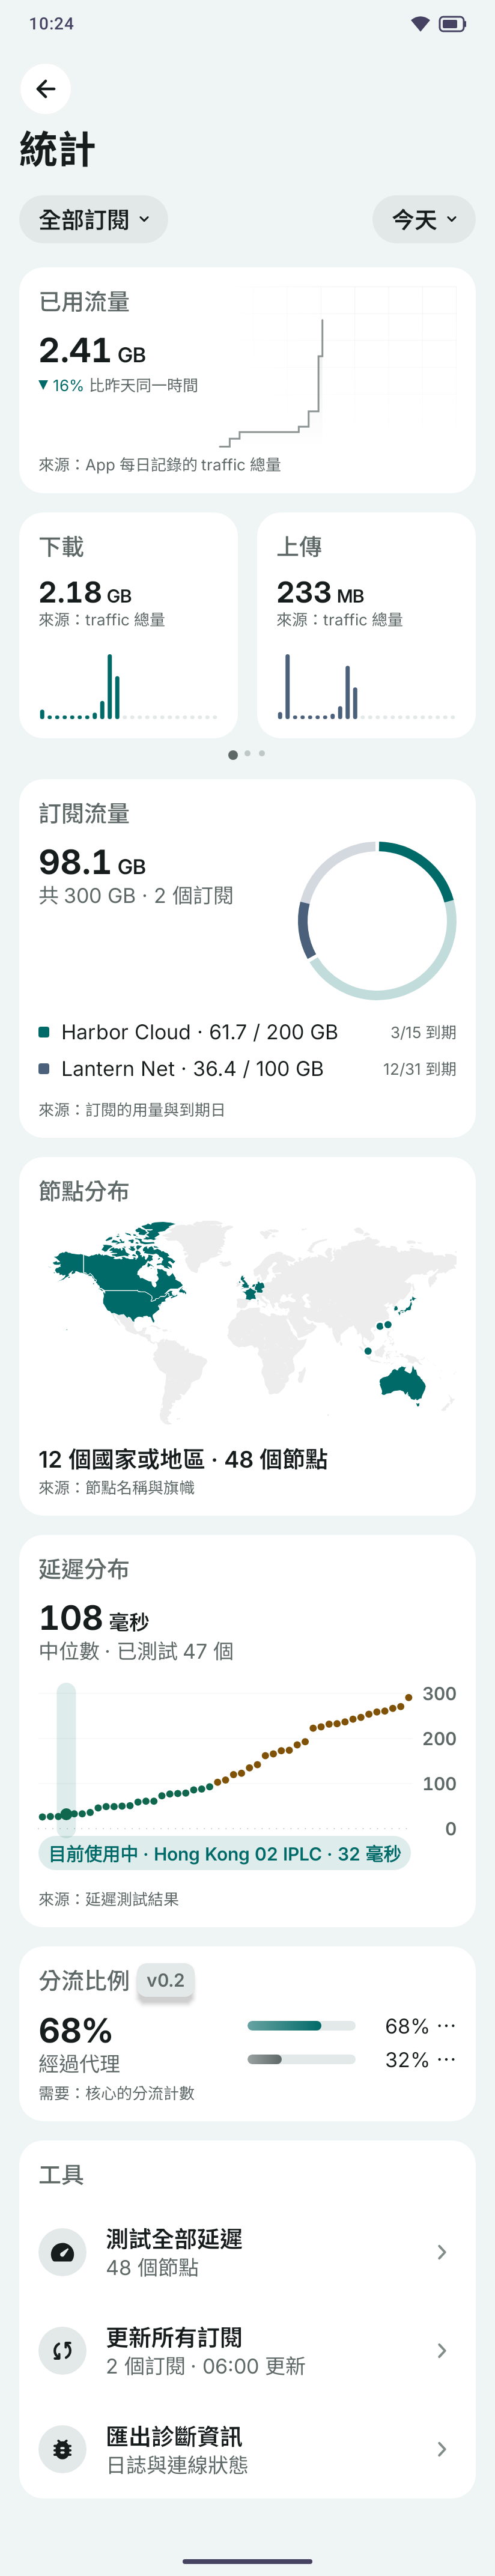 10:24
統計
全部訂閱
今天
已用流量
2.41 GB
▼ 16% 比昨天同一時間
來源：App 每日記錄的 traffic 總量
下載
2.18 GB
來源：traffic 總量
上傳
233 MB
來源：traffic 總量
訂閱流量
98.1 GB
共 300 GB · 2 個訂閱
Harbor Cloud · 61.7 / 200 GB
3/15 到期
Lantern Net · 36.4 / 100 GB
12/31 到期
來源：訂閱的用量與到期日
節點分布
12 個國家或地區 · 48 個節點
來源：節點名稱與旗幟
延遲分布
108 毫秒
中位數 · 已測試 47 個
300
200
100
0
目前使用中 · Hong Kong 02 IPLC · 32 毫秒
來源：延遲測試結果
分流比例 v0.2
68%
經過代理
需要：核心的分流計數
68% ···
32% ···
工具
測試全部延遲
48 個節點
更新所有訂閱
2 個訂閱 · 06:00 更新
匯出診斷資訊
日誌與連線狀態